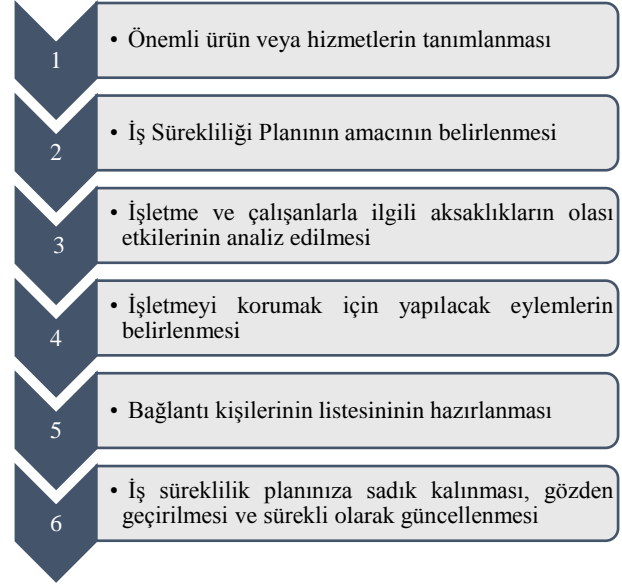 1
• Önemli ürün veya hizmetlerin tanımlanması
2
• İş Sürekliliği Planının amacının belirlenmesi
3
• İşletme ve çalışanlarla ilgili aksaklıkların olası
etkilerinin analiz edilmesi
4
• İşletmeyi korumak için yapılacak eylemlerin
belirlenmesi
5
• Bağlantı kişilerinin listesininin hazırlanması
6
• İş süreklilik planınıza sadık kalınması, gözden
geçirilmesi ve sürekli olarak güncellenmesi